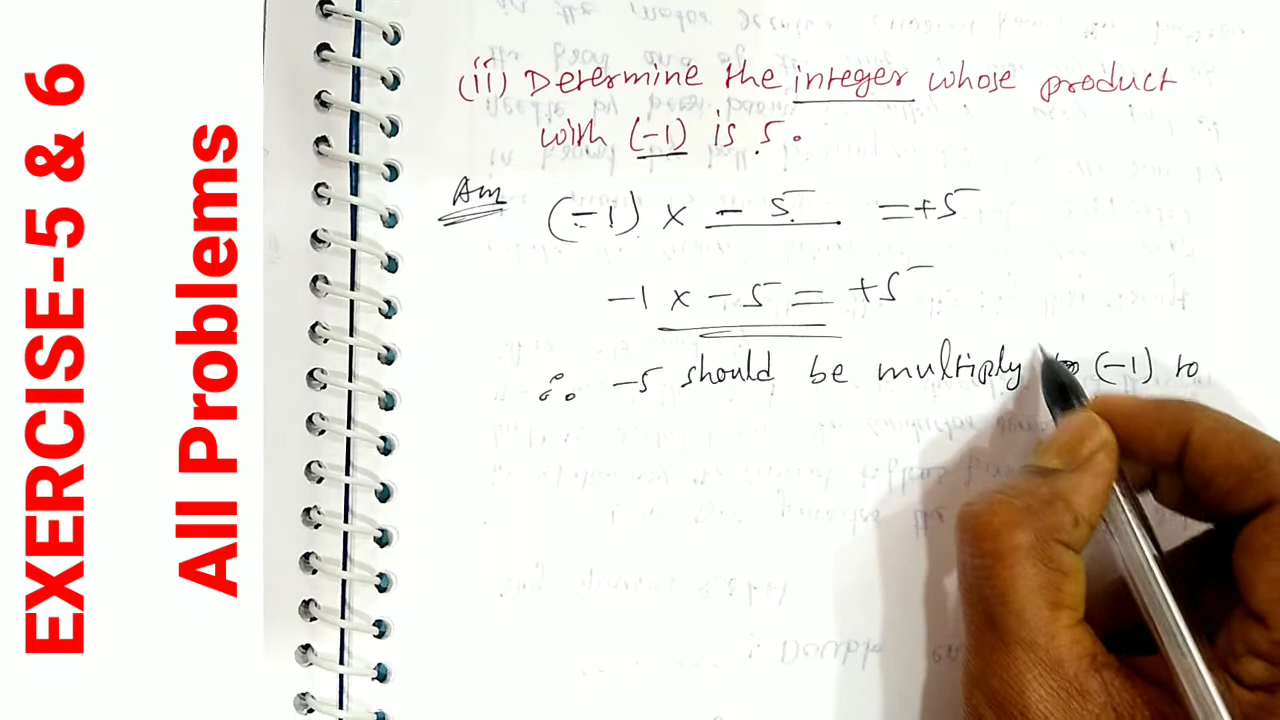 EXERCISE-5 & 6
All Problems
(ii) Determine the integer whose product
with (-1) is 5.
Ans (-1) x - 5 = +5
-1 x - 5 = +5
∴ -5 should be multiply (-1) to